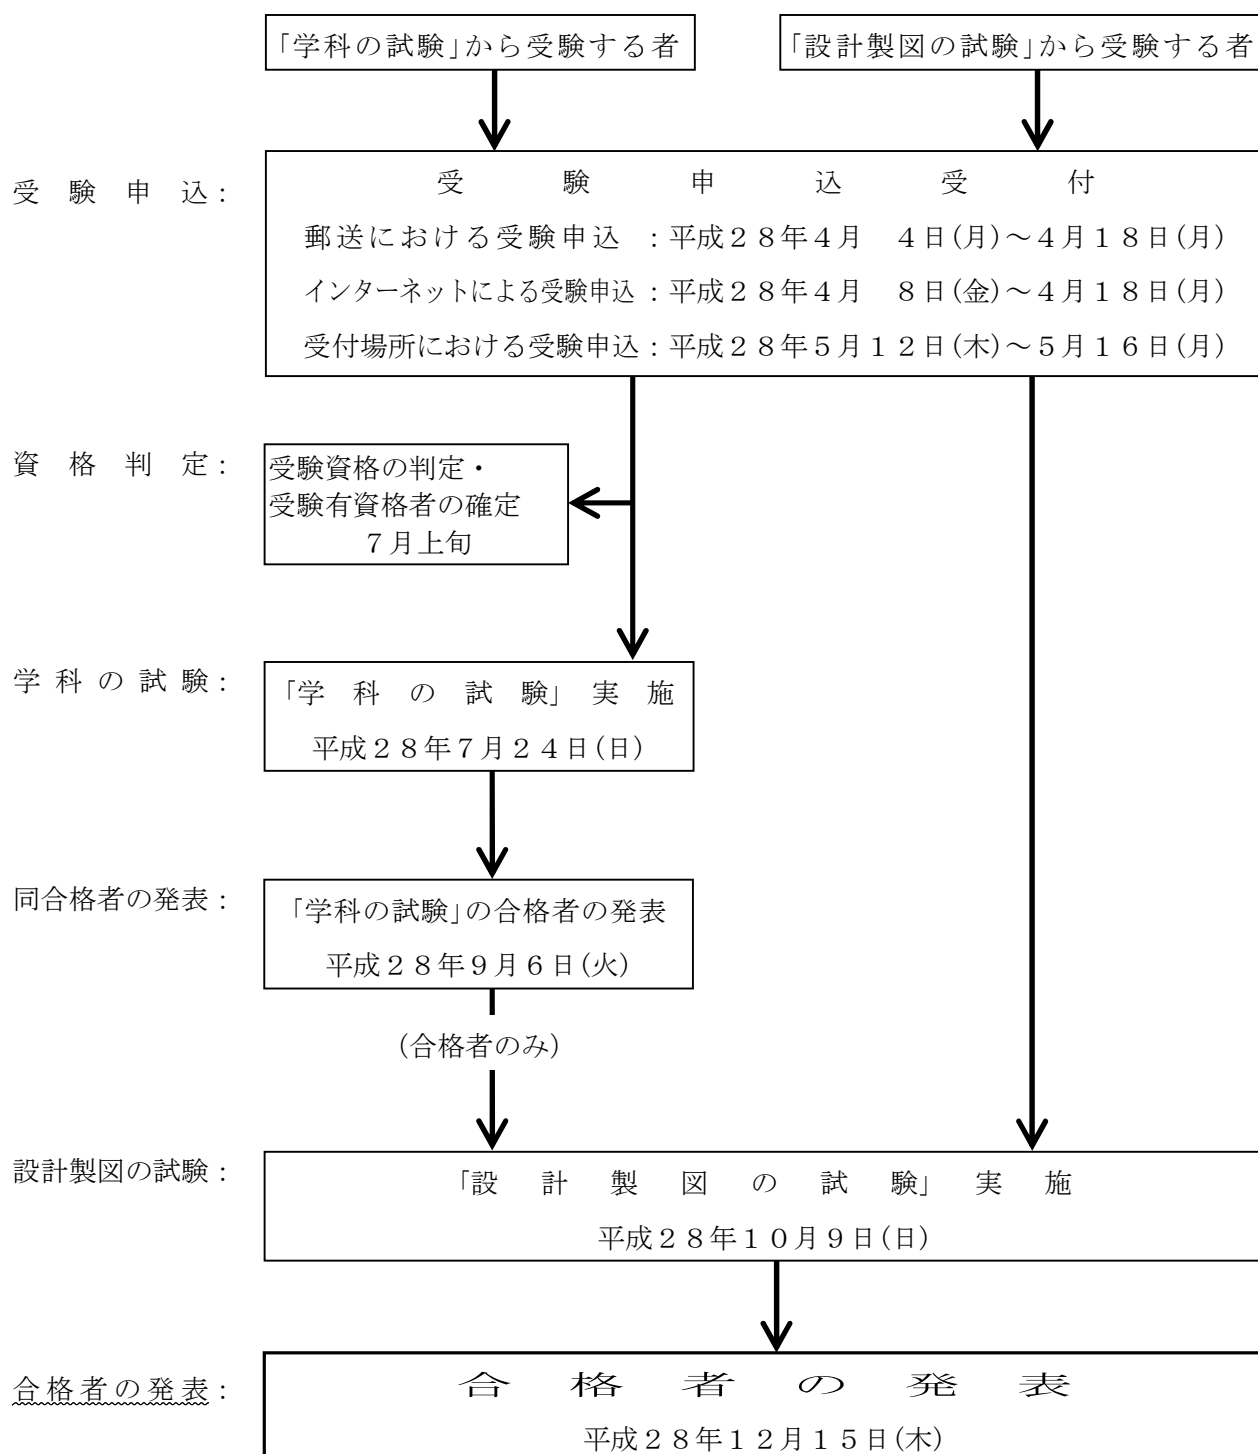 「学科の試験」から受験する者
「設計製図の試験」から受験する者
受験申込：
受験申込受付
郵送における受験申込：平成２８年４月　４日(月)～４月１８日(月)
インターネットによる受験申込：平成２８年４月　８日(金)～４月１８日(月)
受付場所における受験申込：平成２８年５月１２日(木)～５月１６日(月)
資格判定：
受験資格の判定・
受験有資格者の確定
７月上旬
学科の試験：
「学科の試験」実施
平成２８年７月２４日(日)
同合格者の発表：
「学科の試験」の合格者の発表
平成２８年９月６日(火)
(合格者のみ)
設計製図の試験：
「設計製図の試験」実施
平成２８年１０月９日(日)
合格者の発表：
合格者の発表
平成２８年１２月１５日(木)